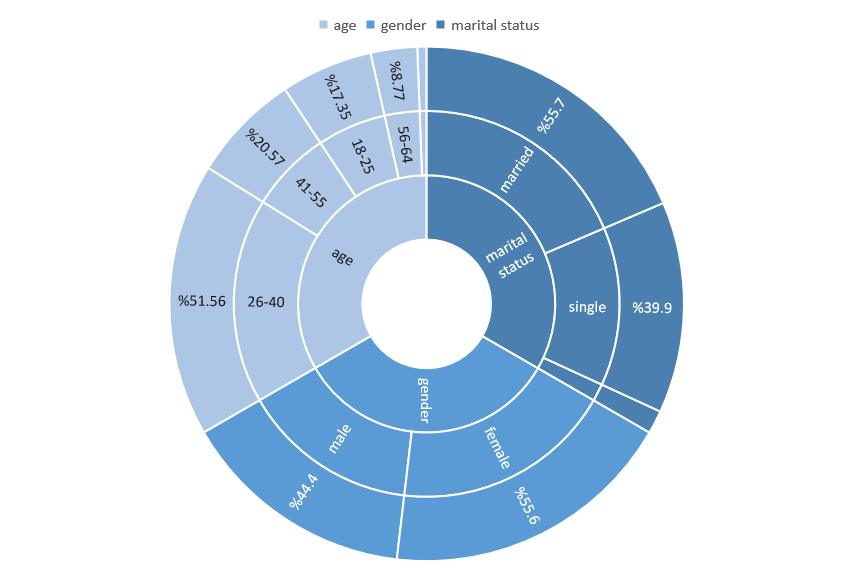 age gender marital status
%55.7
married
marital
status
single
%39.9
gender
female
%55.6
male
%44.4
age
26-40
%51.56
41-55
%20.57
18-25
%17.35
56-64
%8.77